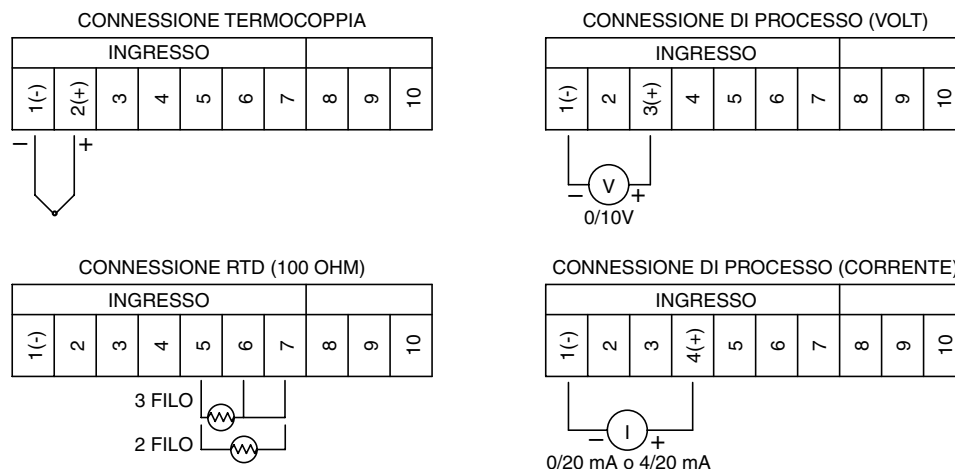 CONNESSIONE TERMOCOPPIA
INGRESSO
1(-) 2(+) 3 4 5 6 7 8 9 10
– +
CONNESSIONE DI PROCESSO (VOLT)
INGRESSO
1(-) 2 3(+) 4 5 6 7 8 9 10
– V +
0/10V
CONNESSIONE RTD (100 OHM)
INGRESSO
1(-) 2 3 4 5 6 7 8 9 10
3 FILO
2 FILO
CONNESSIONE DI PROCESSO (CORRENTE)
INGRESSO
1(-) 2 3 4(+) 5 6 7 8 9 10
– I +
0/20 mA o 4/20 mA